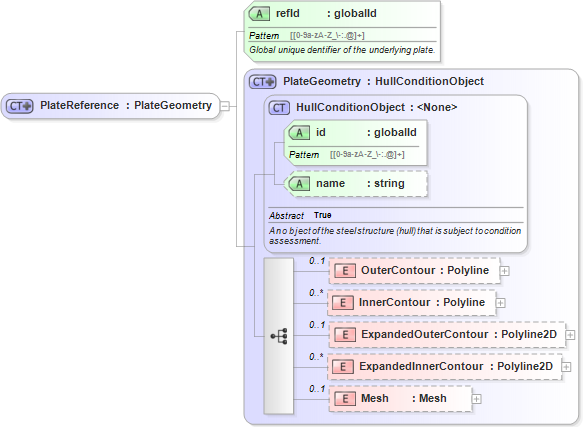 A refId : globalId
Pattern [[0-9a-zA-Z_\-:.@]+]
Global unique dentifier of the underlying plate.
CT PlateReference : PlateGeometry
CT PlateGeometry : HullConditionObject
CT HullConditionObject : <None>
A id : globalId
Pattern [[0-9a-zA-Z_\-:.@]+]
A name : string
Abstract True
An object of the steel structure (hull) that is subject to condition
assessment.
0..1
E OuterContour : Polyline
0..*
E InnerContour : Polyline
0..1
E ExpandedOuterContour : Polyline2D
0..*
E ExpandedInnerContour : Polyline2D
0..1
E Mesh : Mesh